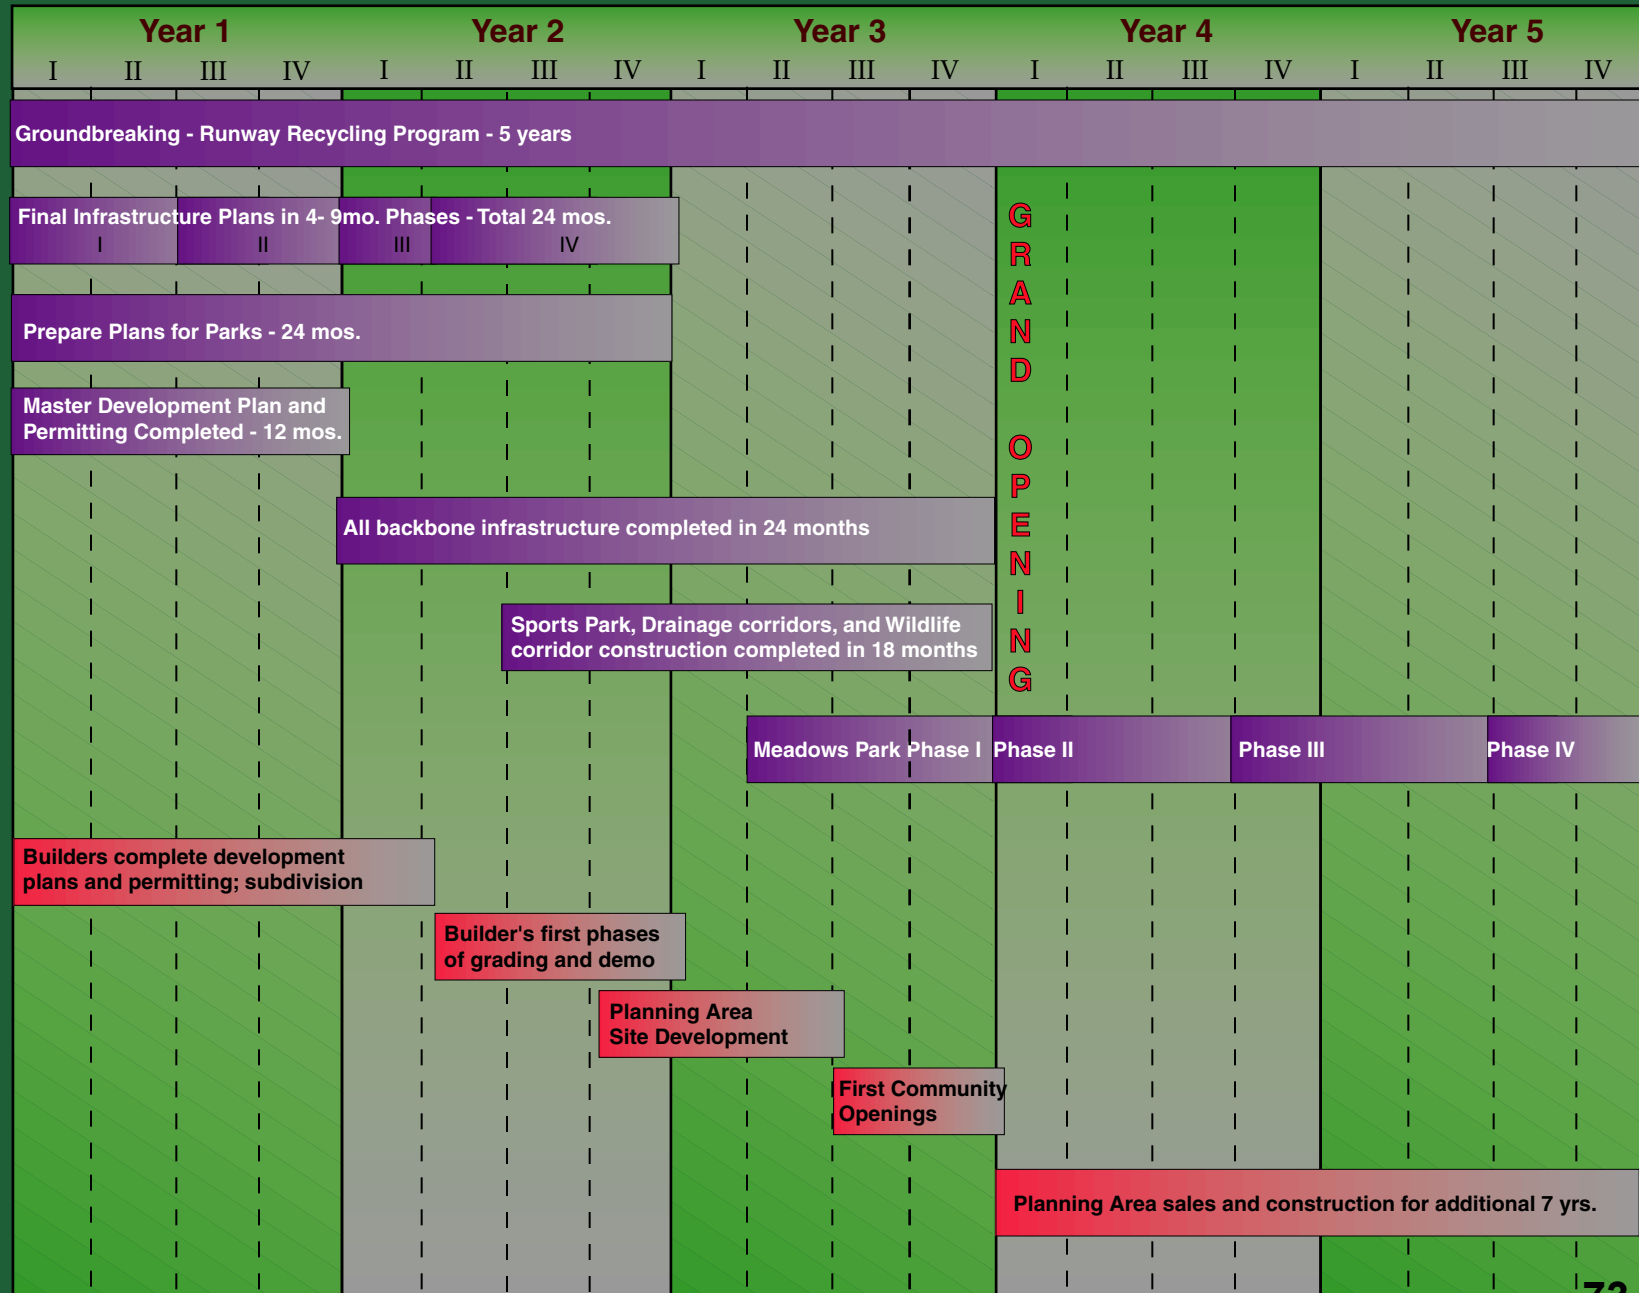 Year 1 Year 2 Year 3 Year 4 Year 5
I II III IV I II III IV I II III IV I II III IV I II III IV
Groundbreaking - Runway Recycling Program - 5 years
Final Infrastructure Plans in 4- 9mo. Phases - Total 24 mos.
I II III IV
Prepare Plans for Parks - 24 mos.
Master Development Plan and
Permitting Completed - 12 mos.
All backbone infrastructure completed in 24 months
Sports Park, Drainage corridors, and Wildlife
corridor construction completed in 18 months
GRAND OPENING
Meadows Park Phase I Phase II Phase III Phase IV
Builders complete development
plans and permitting; subdivision
Builder's first phases
of grading and demo
Planning Area
Site Development
First Community
Openings
Planning Area sales and construction for additional 7 yrs.